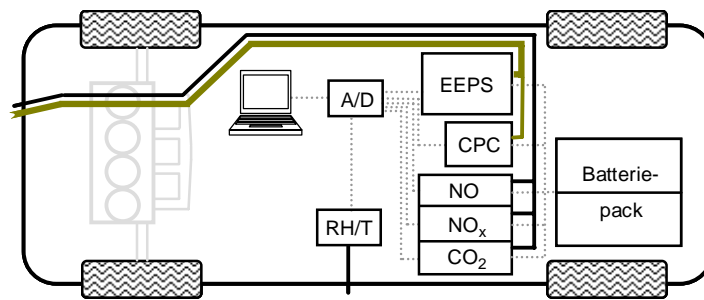 EEPS
A/D
CPC
Batterie-
pack
NO
NOₓ
RH/T
CO₂